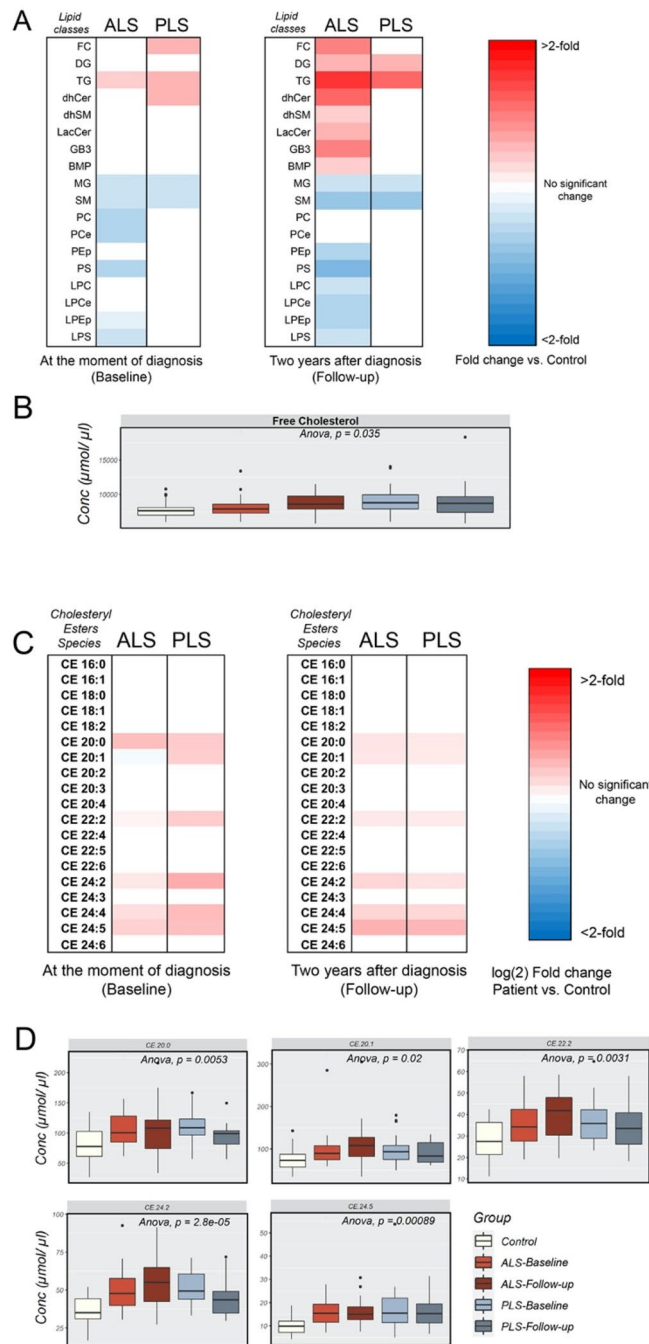 A
Lipid classes ALS PLS
FC
DG
TG
dhCer
dhSM
LacCer
GB3
BMP
MG
SM
PC
PCe
PEp
PS
LPC
LPCe
LPEp
LPS
At the moment of diagnosis
(Baseline)
Lipid classes ALS PLS
FC
DG
TG
dhCer
dhSM
LacCer
GB3
BMP
MG
SM
PC
PCe
PEp
PS
LPC
LPCe
LPEp
LPS
Two years after diagnosis
(Follow-up)
>2-fold
No significant
change
<2-fold
Fold change vs. Control
B
Free Cholesterol
Anova, p = 0.035
Conc (µmol/ µl)
15000
10000
C
Cholesteryl
Esters
Species ALS PLS
CE 16:0
CE 16:1
CE 18:0
CE 18:1
CE 18:2
CE 20:0
CE 20:1
CE 20:2
CE 20:3
CE 20:4
CE 22:2
CE 22:4
CE 22:5
CE 22:6
CE 24:2
CE 24:3
CE 24:4
CE 24:5
CE 24:6
At the moment of diagnosis
(Baseline)
Cholesteryl
Esters
Species ALS PLS
CE 16:0
CE 16:1
CE 18:0
CE 18:1
CE 18:2
CE 20:0
CE 20:1
CE 20:2
CE 20:3
CE 20:4
CE 22:2
CE 22:4
CE 22:5
CE 22:6
CE 24:2
CE 24:3
CE 24:4
CE 24:5
CE 24:6
Two years after diagnosis
(Follow-up)
>2-fold
No significant
change
<2-fold
log(2) Fold change
Patient vs. Control
D
CE.20.0
Anova, p = 0.0053
Conc (µmol/ µl)
200
150
100
50
CE.20.1
Anova, p = 0.02
300
200
100
CE.22.2
Anova, p = 0.0031
70
60
50
40
30
20
10
CE.24.2
Anova, p = 2.8e-05
Conc (µmol/ µl)
100
75
50
25
CE.24.5
Anova, p = 0.00089
50
40
30
20
10
Group
Control
ALS-Baseline
ALS-Follow-up
PLS-Baseline
PLS-Follow-up